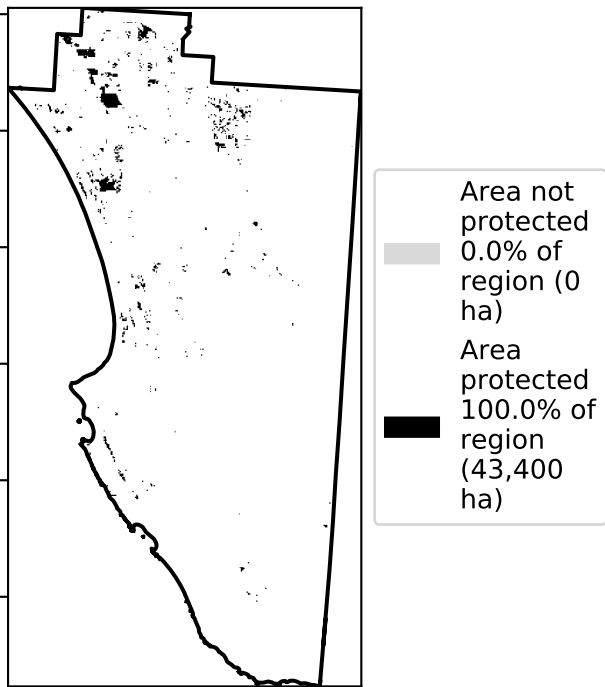 Area not
protected
0.0% of
region (0
ha)
Area
protected
100.0% of
region
(43,400
ha)